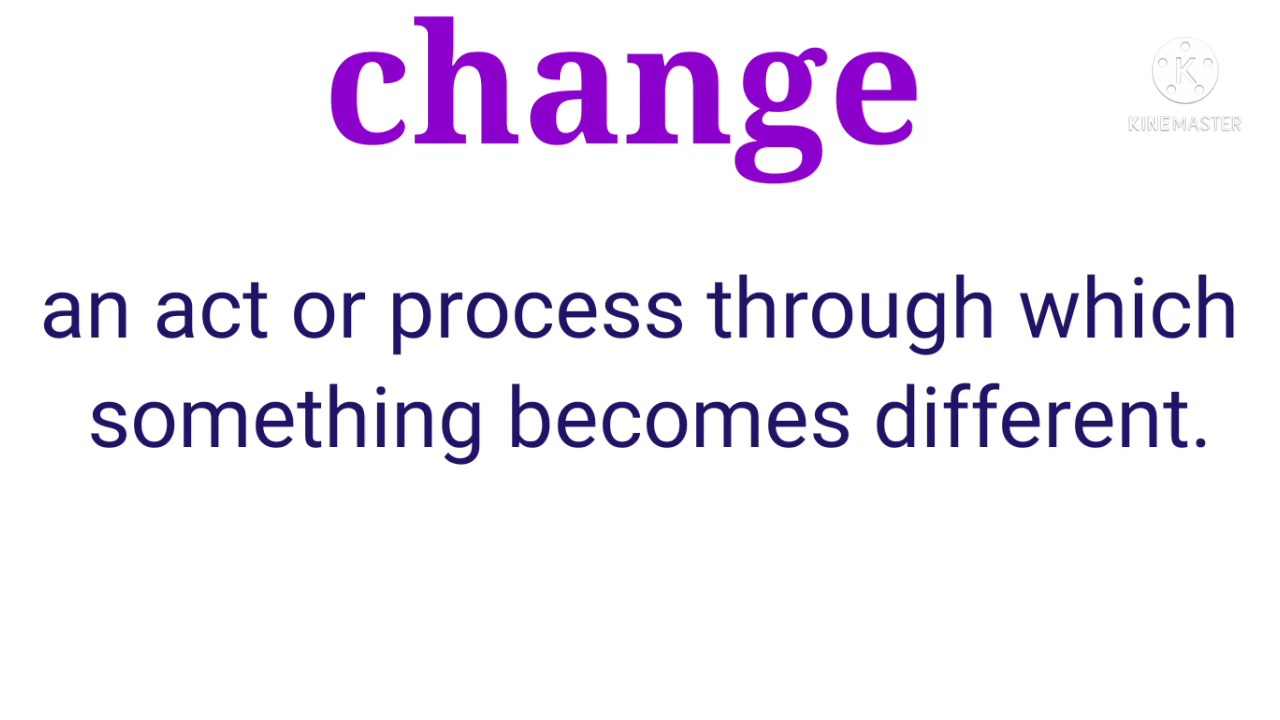 change
KINEMASTER
an act or process through which
something becomes different.